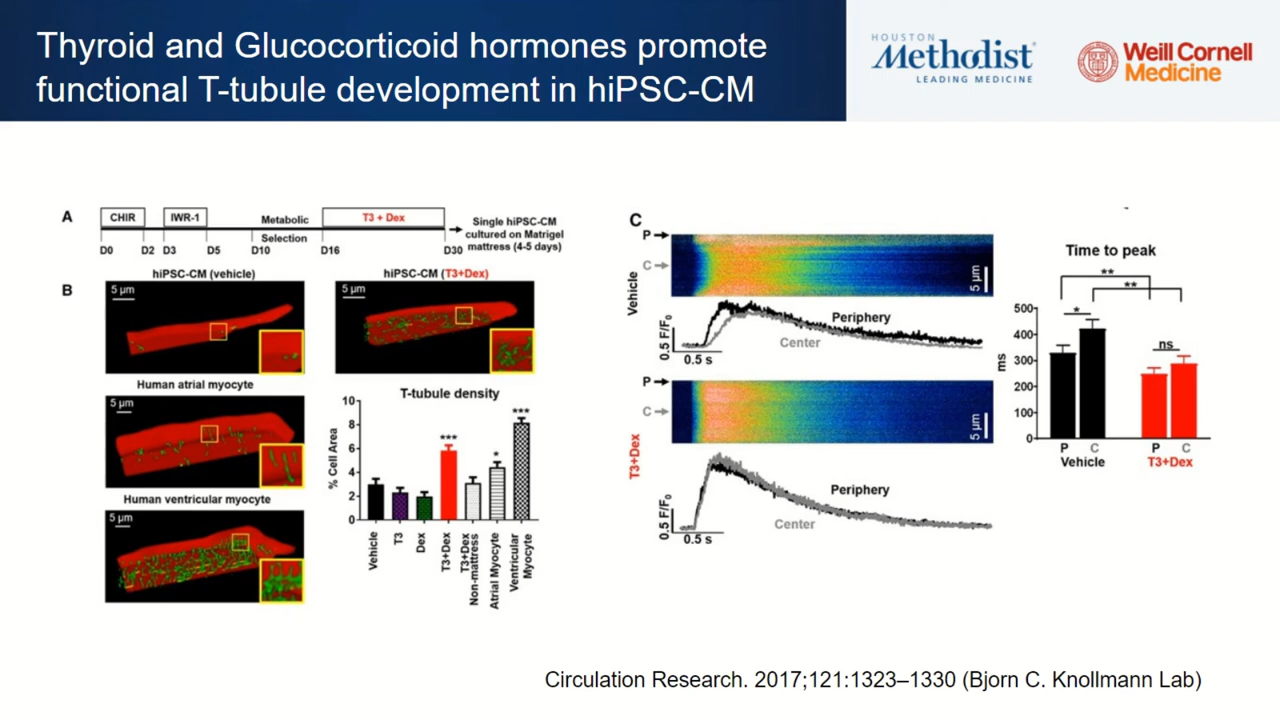 Thyroid and Glucocorticoid hormones promote
functional T-tubule development in hiPSC-CM
HOUSTON
Methodist
LEADING MEDICINE
Weill Cornell
Medicine
A
CHIR
IWR-1
Metabolic
Selection
T3 + Dex
Single hiPSC-CM
cultured on Matrigel
mattress (4-5 days)
D0
D2
D3
D5
D10
D16
D30
B
hiPSC-CM (vehicle)
5 µm
hiPSC-CM (T3+Dex)
5 µm
Human atrial myocyte
5 µm
Human ventricular myocyte
5 µm
T-tubule density
% Cell Area
10
8
6
4
2
0
***
*
***
Vehicle
T3
Dex
T3+Dex
T3+Dex
Non-mattress
Atrial Myocyte
Ventricular
Myocyte
C
Vehicle
P
C
5 µm
0.5 F/F0
0.5 s
Periphery
Center
T3+Dex
P
C
5 µm
0.5 F/F0
0.5 s
Periphery
Center
Time to peak
**
**
*
ns
ms
500
400
300
200
100
0
P
C
P
C
Vehicle
T3+Dex
Circulation Research. 2017;121:1323–1330 (Bjorn C. Knollmann Lab)